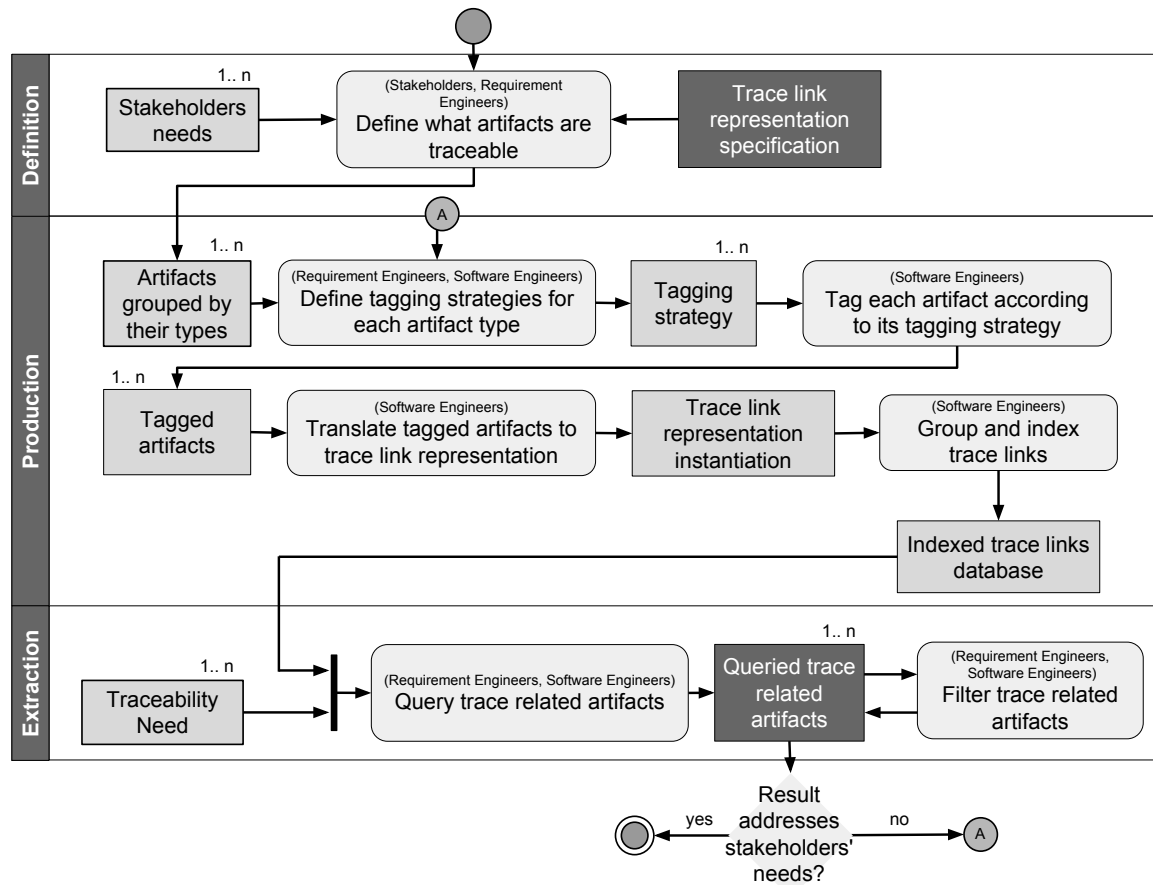 Definition
1.. n
Stakeholders
needs
(Stakeholders, Requirement
Engineers)
Define what artifacts are
traceable
Trace link
representation
specification
Production
A
1.. n
Artifacts
grouped by
their types
(Requirement Engineers, Software Engineers)
Define tagging strategies for
each artifact type
1.. n
Tagging
strategy
(Software Engineers)
Tag each artifact according
to its tagging strategy
1.. n
Tagged
artifacts
(Software Engineers)
Translate tagged artifacts to
trace link representation
Trace link
representation
instantiation
(Software Engineers)
Group and index
trace links
Indexed trace links
database
Extraction
1.. n
Traceability
Need
(Requirement Engineers, Software Engineers)
Query trace related artifacts
1.. n
Queried trace
related
artifacts
(Requirement Engineers,
Software Engineers)
Filter trace related
artifacts
Result
addresses
stakeholders'
needs?
yes
no
A